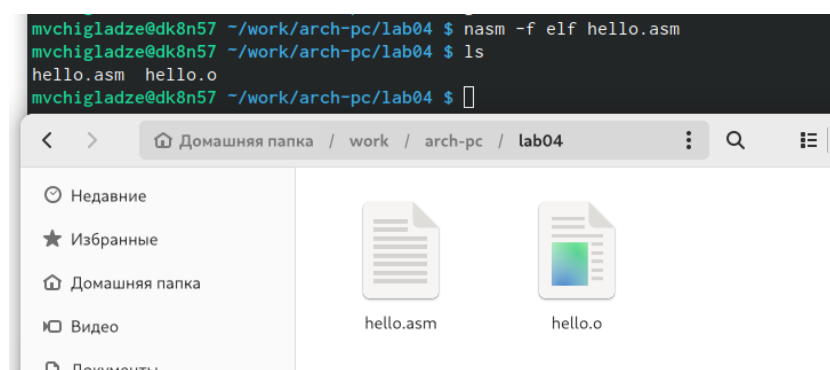 mvchigladze@dk8n57 ~/work/arch-pc/lab04 $ nasm -f elf hello.asm
mvchigladze@dk8n57 ~/work/arch-pc/lab04 $ ls
hello.asm  hello.o
mvchigladze@dk8n57 ~/work/arch-pc/lab04 $
Домашняя папка / work / arch-pc / lab04
Недавние
Избранные
Домашняя папка
Видео
Документы
hello.asm
hello.o